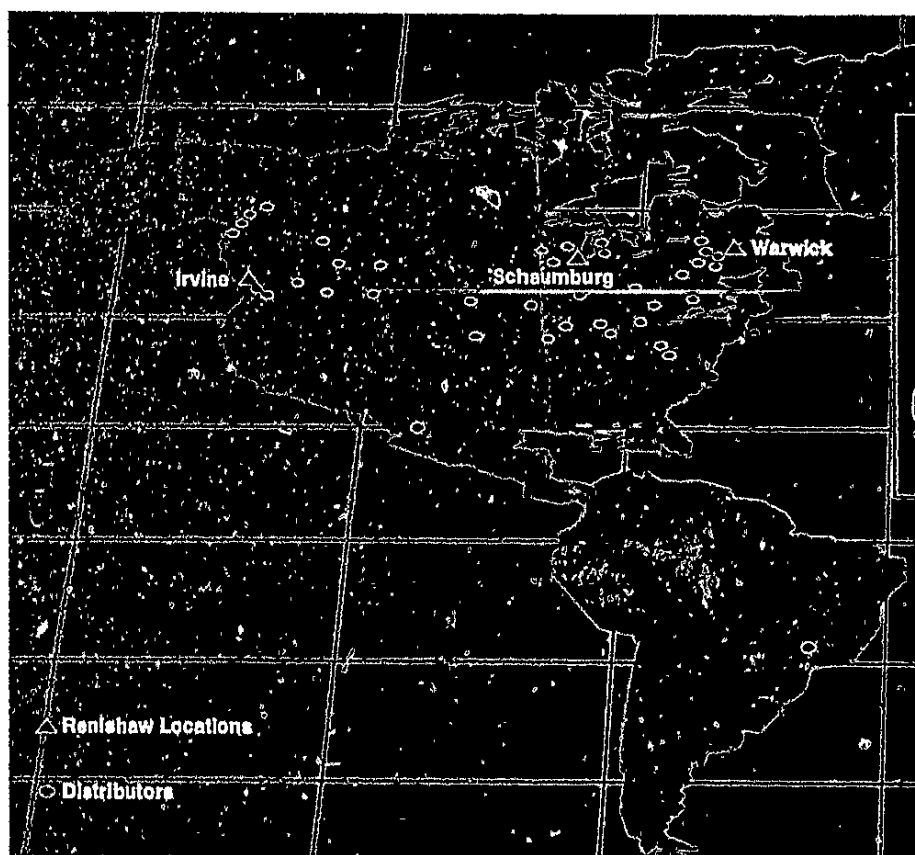 Warwick
Irvine
Schaumburg
Renishaw Locations
Distributors